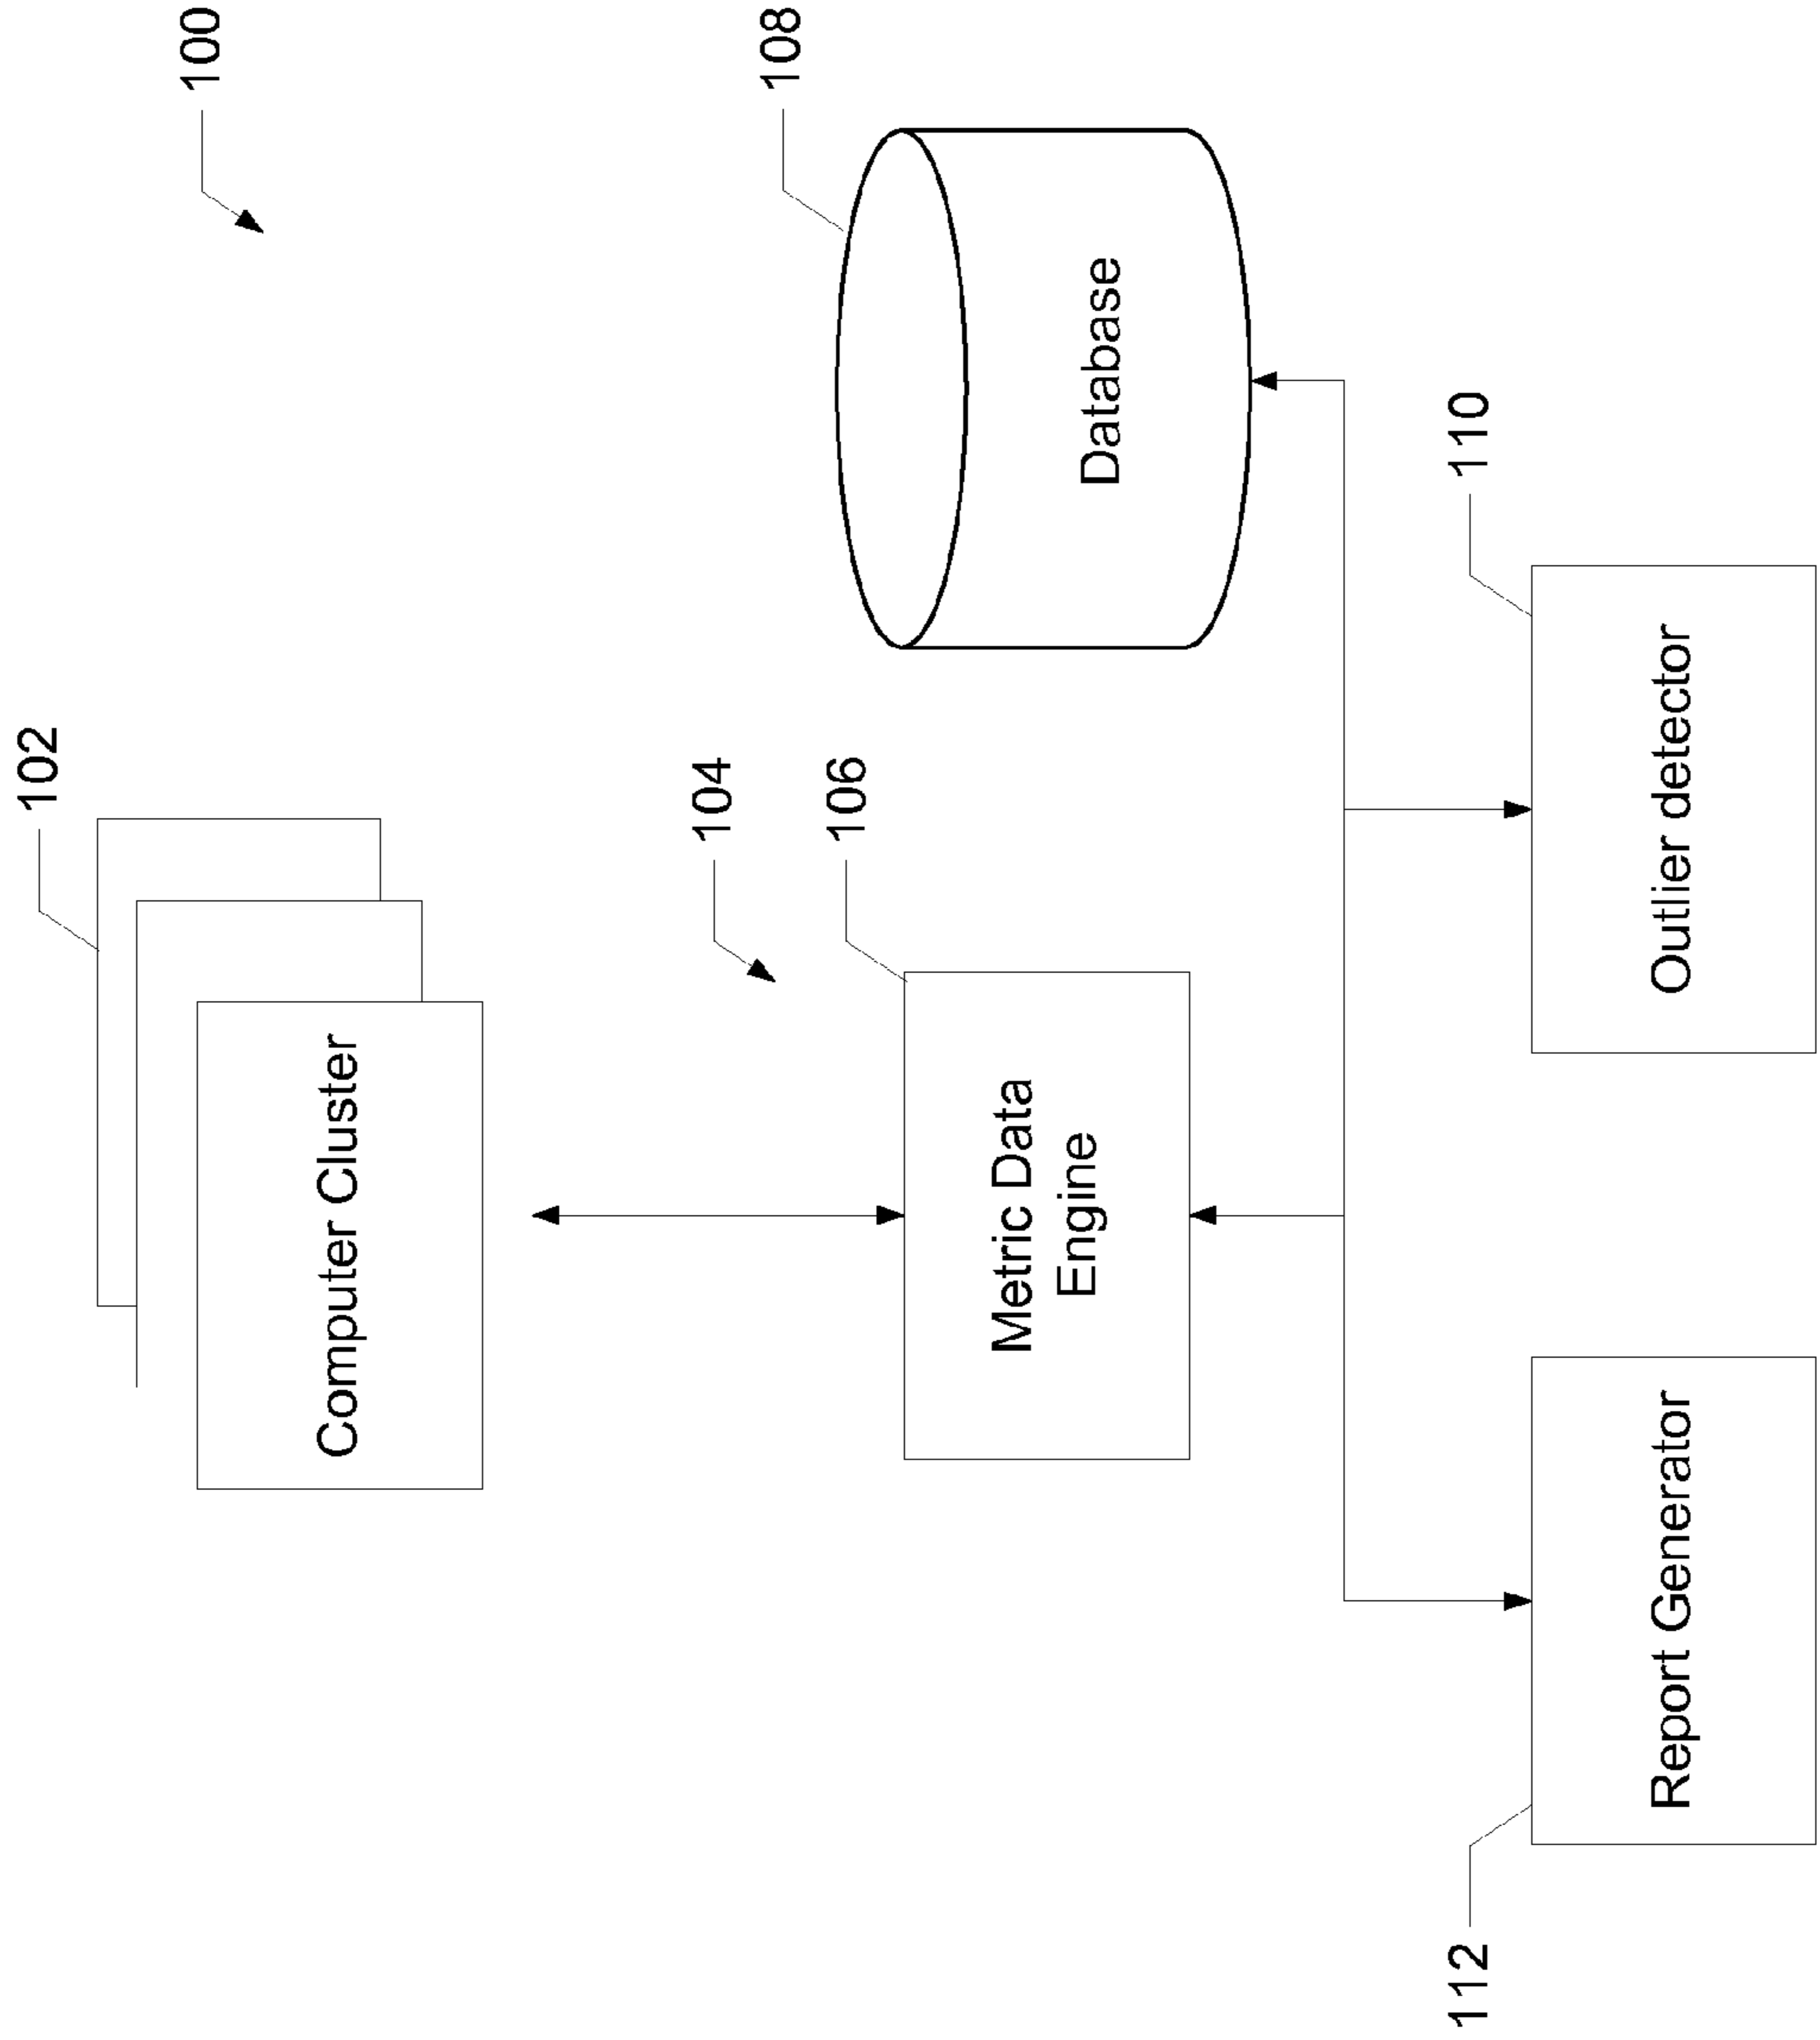 100
102
Computer Cluster
104
106
Metric Data
Engine
108
Database
110
Outlier detector
112
Report Generator